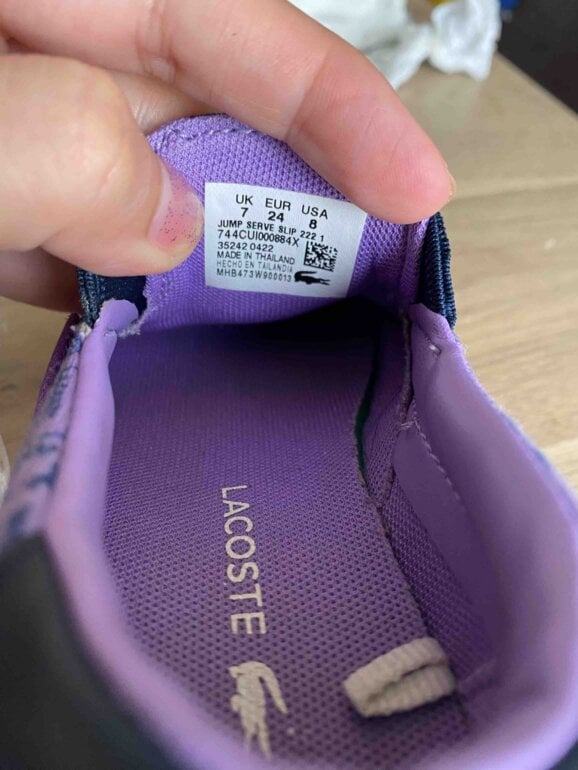 UK EUR USA
7 24 8
JUMP SERVE SLIP 222 1
744CUI000884X
35242 0422
MADE IN THAILAND
HECHO EN TAILANDIA
MHB473W900013
LACOSTE